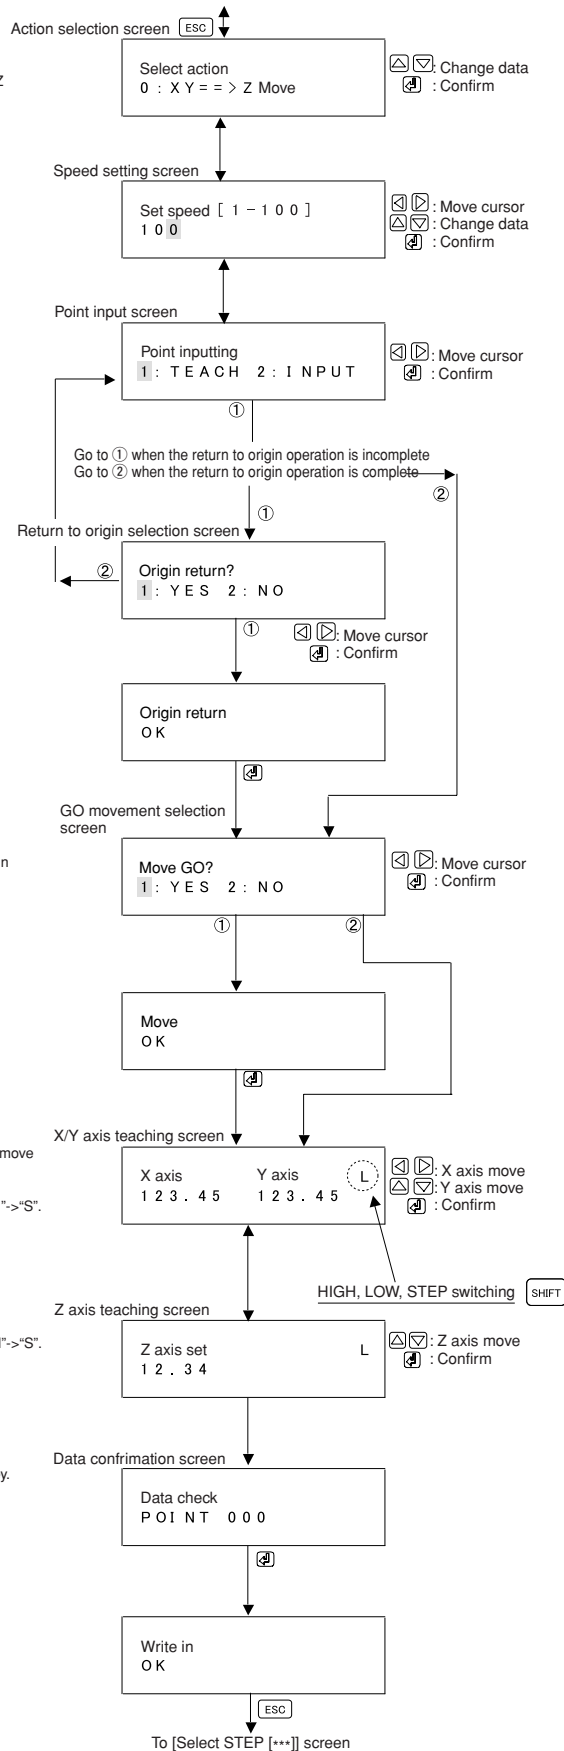 Action selection screen ESC
Z
Select action
0 : X Y = = > Z Move
: Change data
: Confirm
Speed setting screen
Set speed [ 1 - 1 0 0 ]
1 0 0
: Move cursor
: Change data
: Confirm
Point input screen
Point inputting
1 : T E A C H 2 : I N P U T
: Move cursor
: Confirm
①
Go to ① when the return to origin operation is incomplete
Go to ② when the return to origin operation is complete
②
①
Return to origin selection screen
②
Origin return?
1 : Y E S 2 : N O
①
: Move cursor
: Confirm
Origin return
O K
GO movement selection
screen
n
Move GO?
1 : Y E S 2 : N O
: Move cursor
: Confirm
①
②
Move
O K
X/Y axis teaching screen
move
X axis Y axis L
1 2 3 . 4 5 1 2 3 . 4 5
: X axis move
: Y axis move
: Confirm
"->“S”.
HIGH, LOW, STEP switching SHIFT
Z axis teaching screen
Z axis set L
1 2 . 3 4
: Z axis move
: Confirm
”->“S”.
Data confrimation screen
y.
Data check
P O I N T 0 0 0
Write in
O K
ESC
To [Select STEP [***]] screen